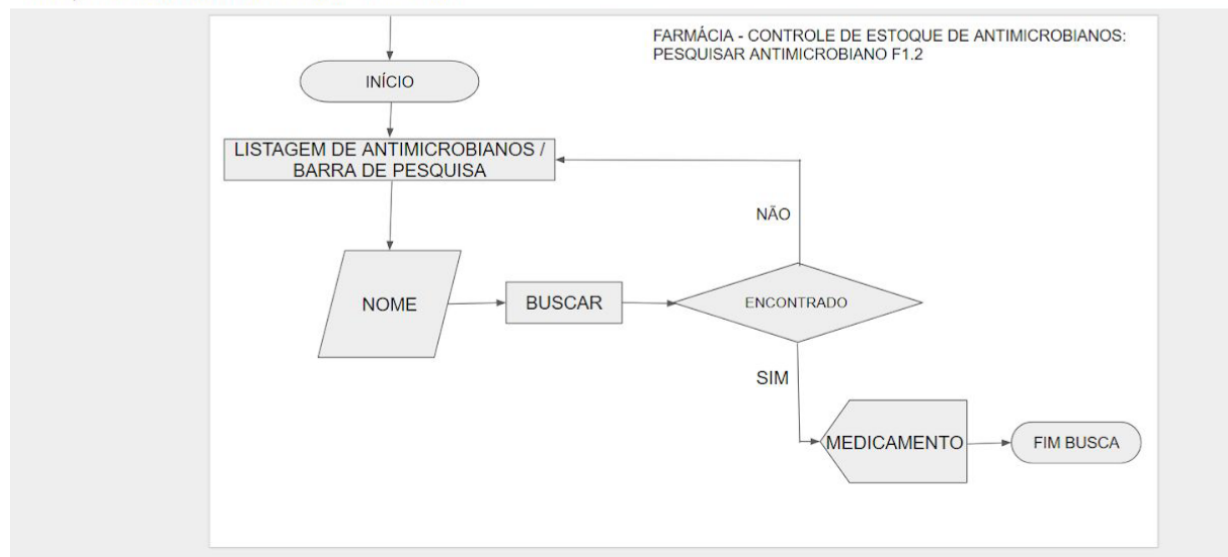 FARMÁCIA - CONTROLE DE ESTOQUE DE ANTIMICROBIANOS:
PESQUISAR ANTIMICROBIANO F1.2
INÍCIO
LISTAGEM DE ANTIMICROBIANOS /
BARRA DE PESQUISA
NÃO
NOME
BUSCAR
ENCONTRADO
SIM
MEDICAMENTO
FIM BUSCA